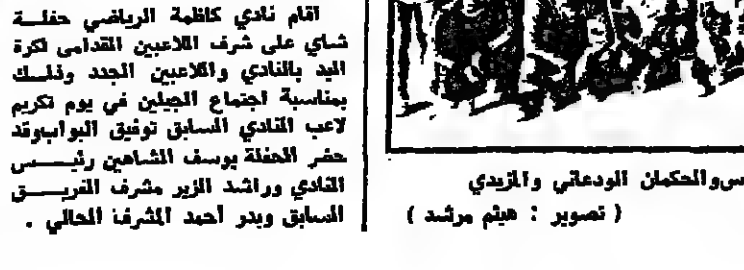 اقام نادي كاظمة الرياضي حفلة
شاي على شرف اللاعبين القدامى لكرة
اليد بالنادي واللاعبين الجدد وذلك
بمناسبة اجتماع الجيلين في يوم تكريم
لاعب النادي السابق توفيق البواب وقد
حضر الحفلة يوسف الشاهين رئيس
النادي وراشد الزير مشرف الفريق
السابق وبدر أحمد المشرف الحالي .
س والحكمان الودعاني والمزيدي
( تصوير : هيثم مرشد )